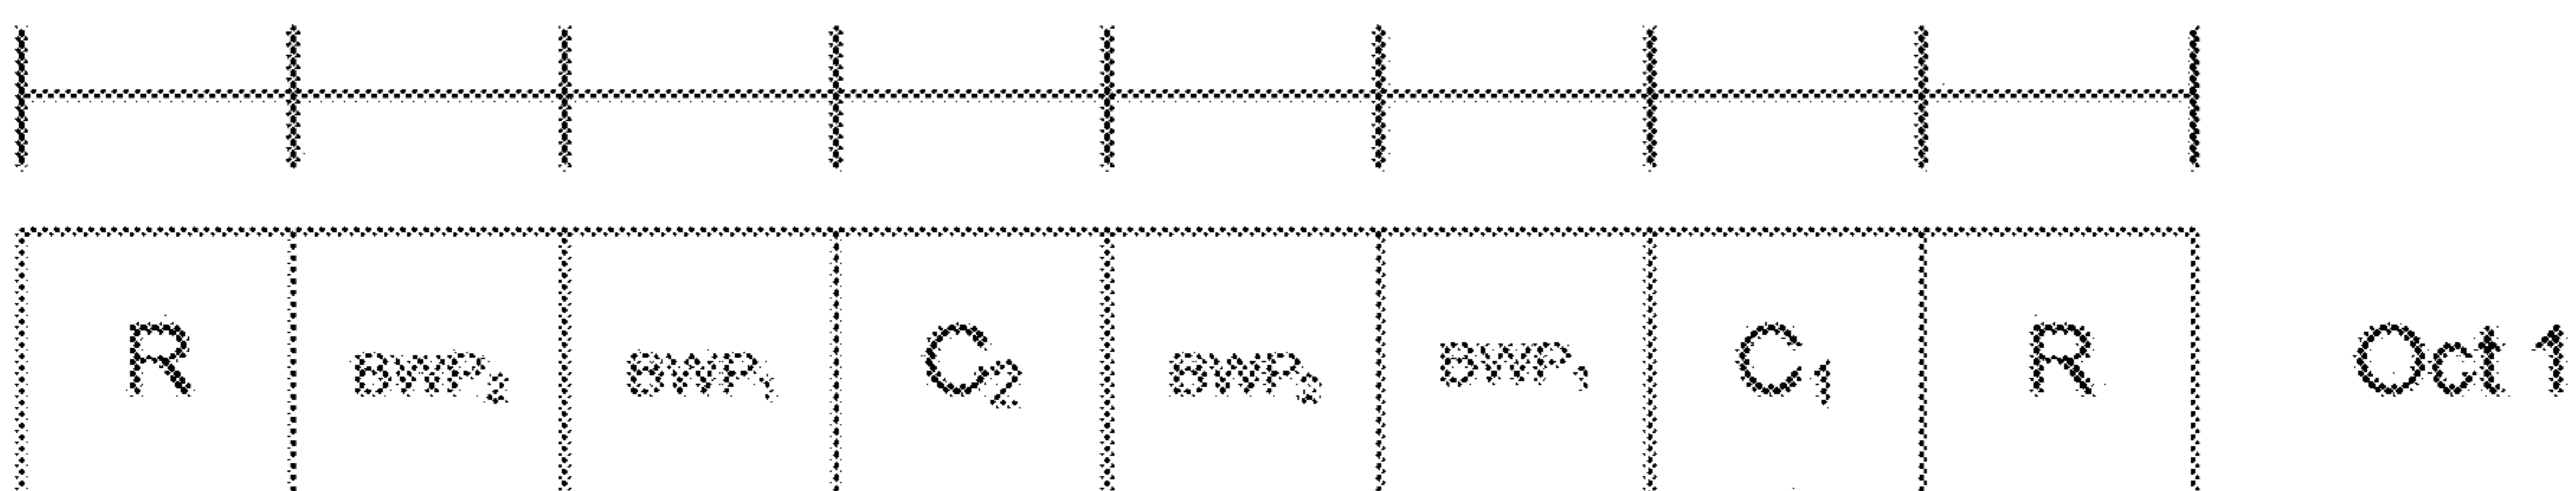 R BWP₂ BWP₁ C₂ BWP₂ BWP₁ C₁ R Oct 1